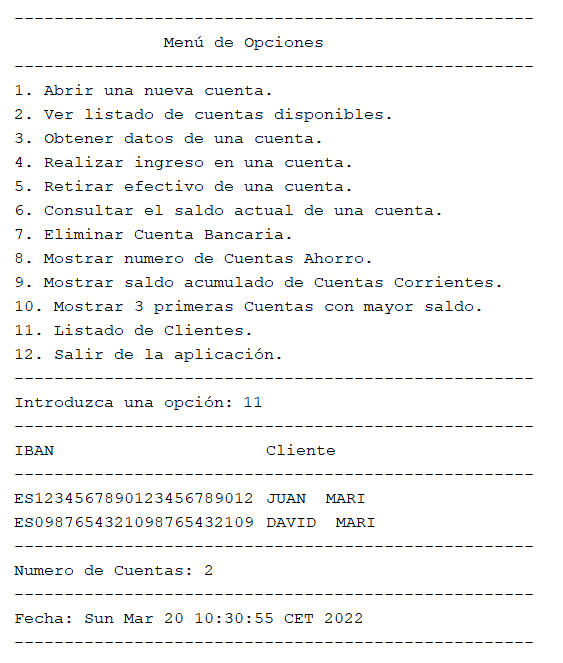 ----------------------------------------------------
Menú de Opciones
----------------------------------------------------
1. Abrir una nueva cuenta.
2. Ver listado de cuentas disponibles.
3. Obtener datos de una cuenta.
4. Realizar ingreso en una cuenta.
5. Retirar efectivo de una cuenta.
6. Consultar el saldo actual de una cuenta.
7. Eliminar Cuenta Bancaria.
8. Mostrar numero de Cuentas Ahorro.
9. Mostrar saldo acumulado de Cuentas Corrientes.
10. Mostrar 3 primeras Cuentas con mayor saldo.
11. Listado de Clientes.
12. Salir de la aplicación.
----------------------------------------------------
Introduzca una opción: 11
----------------------------------------------------
IBAN                     Cliente
----------------------------------------------------
ES1234567890123456789012 JUAN  MARI
ES0987654321098765432109 DAVID  MARI
----------------------------------------------------
Numero de Cuentas: 2
----------------------------------------------------
Fecha: Sun Mar 20 10:30:55 CET 2022
----------------------------------------------------